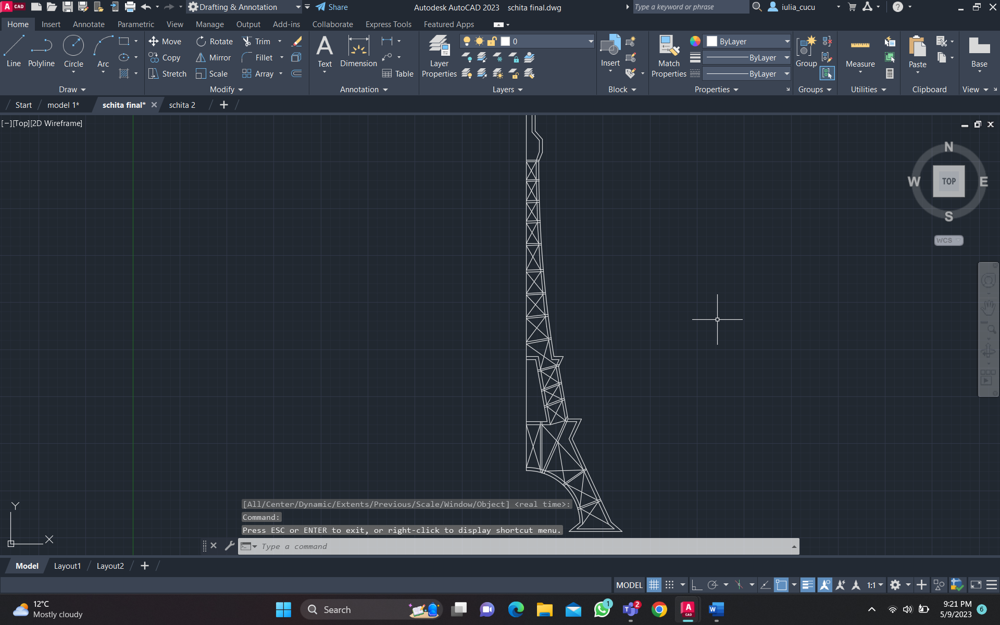 A CAD Drafting & Annotation Share Autodesk AutoCAD 2023 schita final.dwg Type a keyword or phrase iulia_cucu ?
Home Insert Annotate Parametric View Manage Output Add-ins Collaborate Express Tools Featured Apps
Line Polyline Circle Arc
Move Rotate Trim
Copy Mirror Fillet
Stretch Scale Array
A Text Dimension Table
Layer Properties
0
Insert
Match Properties
ByLayer
ByLayer
ByLayer
Group
Measure
Paste
Base
Draw Modify Annotation Layers Block Properties Groups Utilities Clipboard View
Start model 1* schita final* schita 2
[−][Top][2D Wireframe]
N
W TOP E
S
WCS
Y
X
[All/Center/Dynamic/Extents/Previous/Scale/Window/Object] <real time>:
Command:
Press ESC or ENTER to exit, or right-click to display shortcut menu.
Type a command
Model Layout1 Layout2
MODEL 1:1
12°C
Mostly cloudy
Search
1
2
A CAD
W
9:21 PM
5/9/2023
6